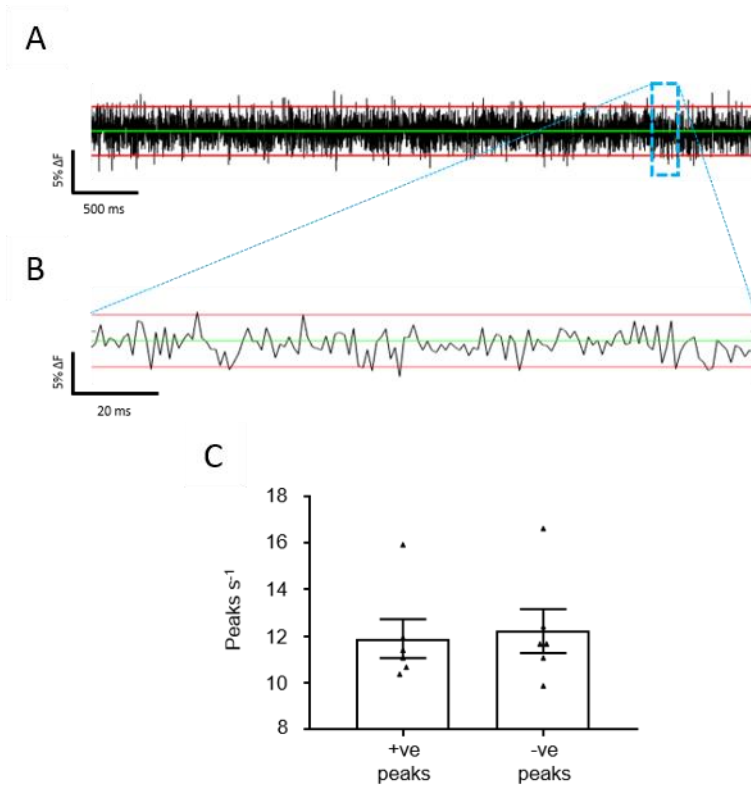 A
5% ΔF
500 ms
B
5% ΔF
20 ms
C
18
16
14
12
10
8
Peaks s⁻¹
+ve
peaks
-ve
peaks